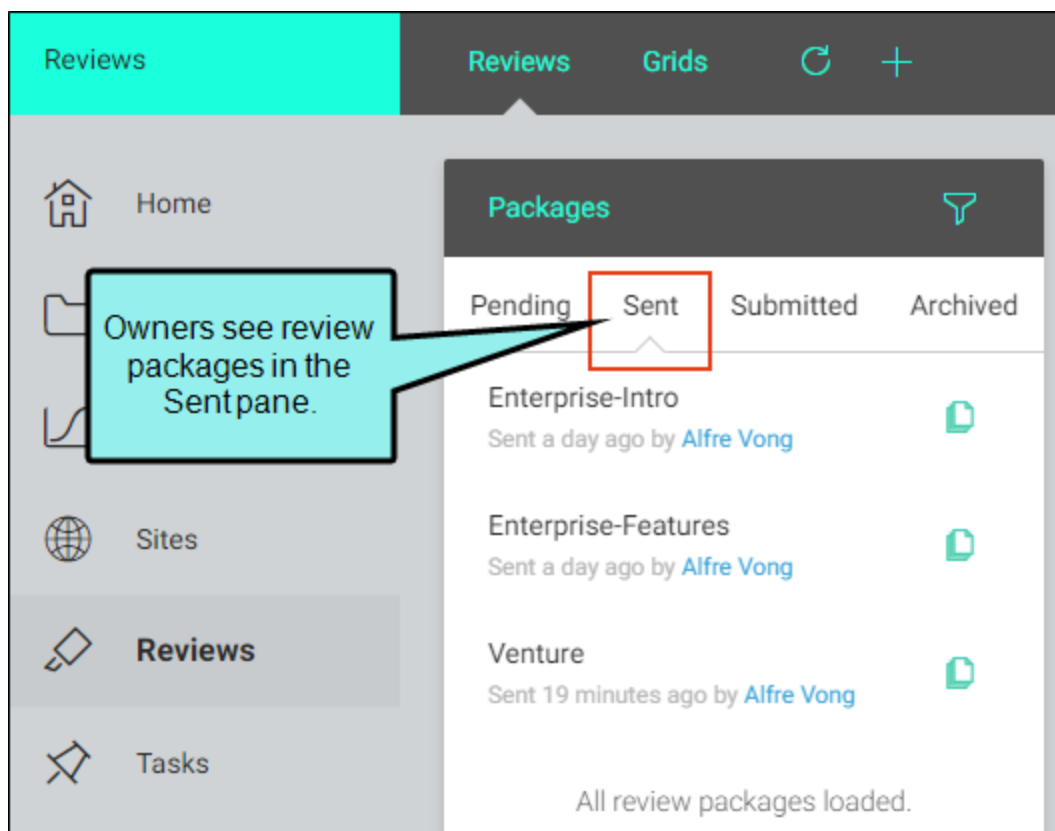 Reviews
Reviews Grids
Home
Packages
Pending Sent Submitted Archived
Owners see review
packages in the
Sent pane.
Enterprise-Intro
Sent a day ago by Alfre Vong
Enterprise-Features
Sent a day ago by Alfre Vong
Sites
Reviews
Venture
Sent 19 minutes ago by Alfre Vong
Tasks
All review packages loaded.